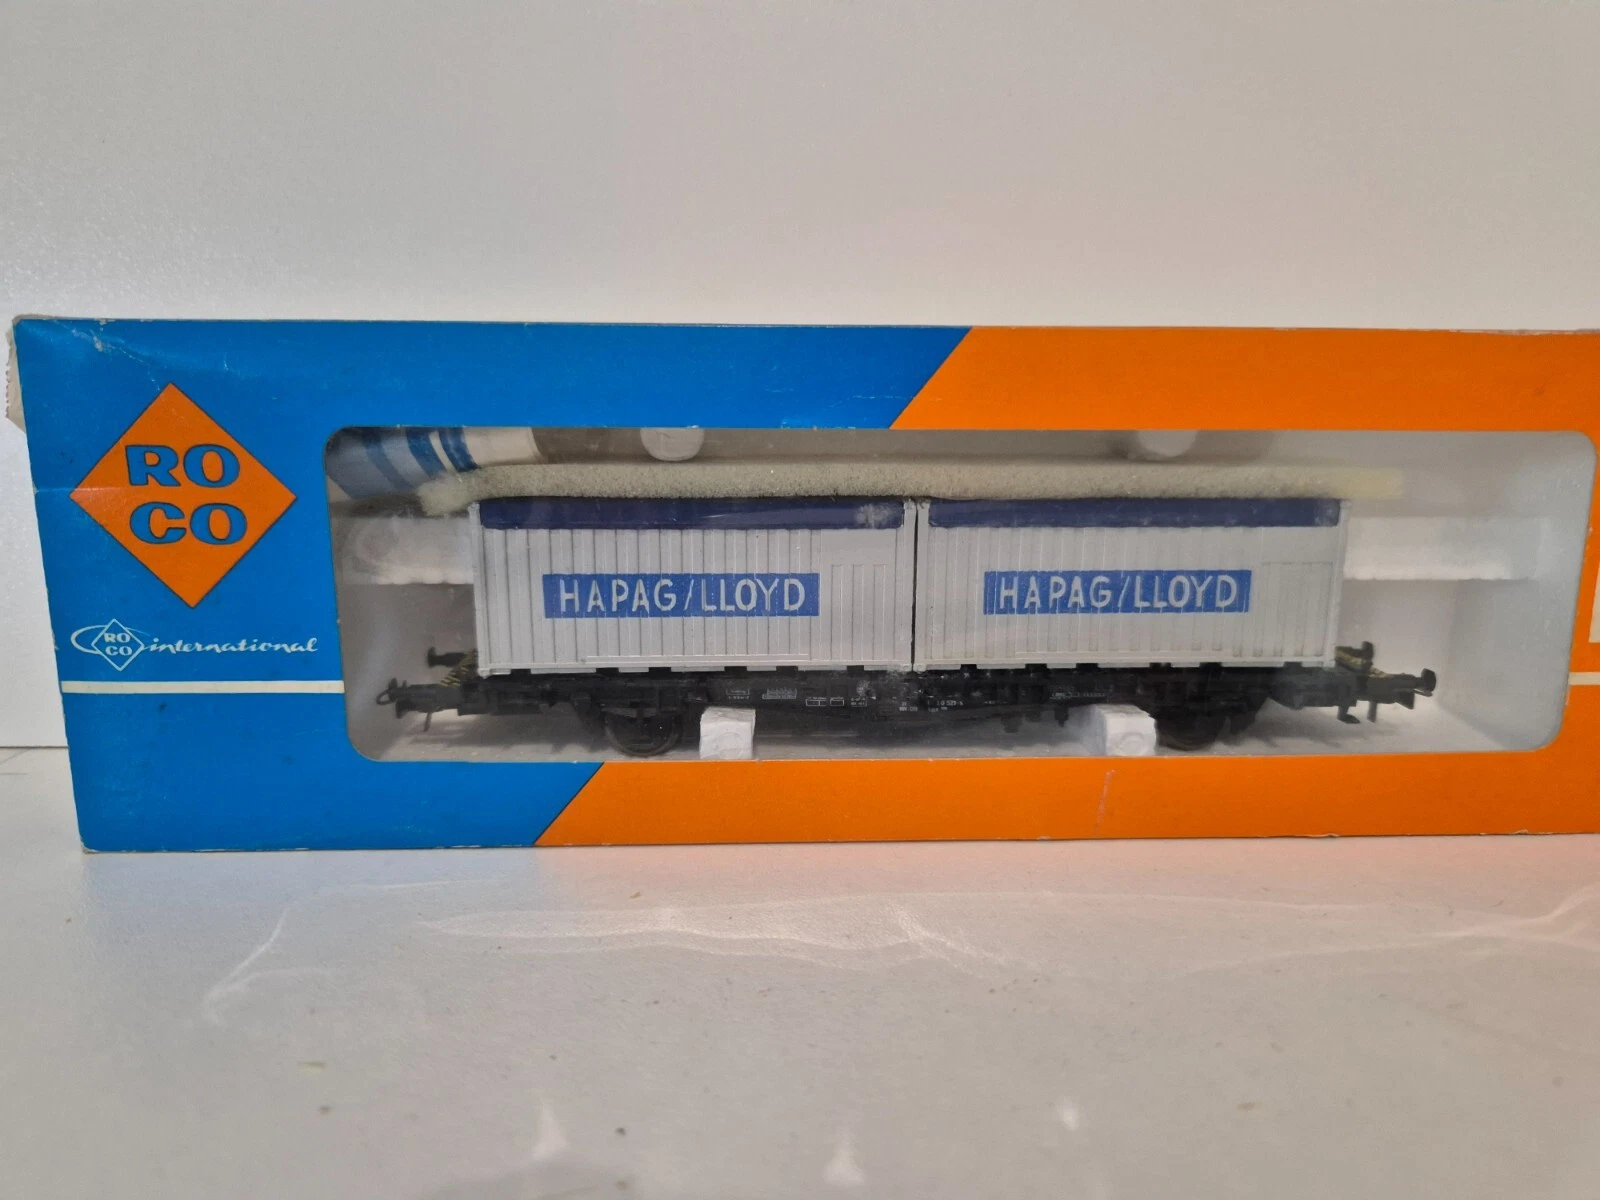 RO
CO
RO
CO international
HAPAG/LLOYD
HAPAG/LLOYD